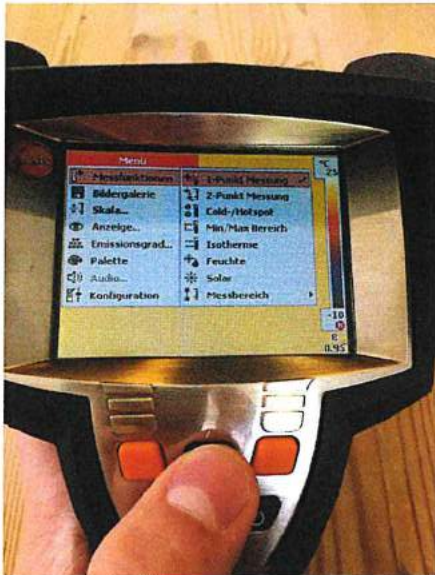 Menü
Messfunktionen
Bildergalerie
Skala...
Anzeige...
Emissionsgrad...
Palette
Audio...
Konfiguration
1-Punkt Messung
2-Punkt Messung
Cold-/Hotspot
Min/Max Bereich
Isotherme
Feuchte
Solar
Messbereich
°C
25
-10
ε
0.95